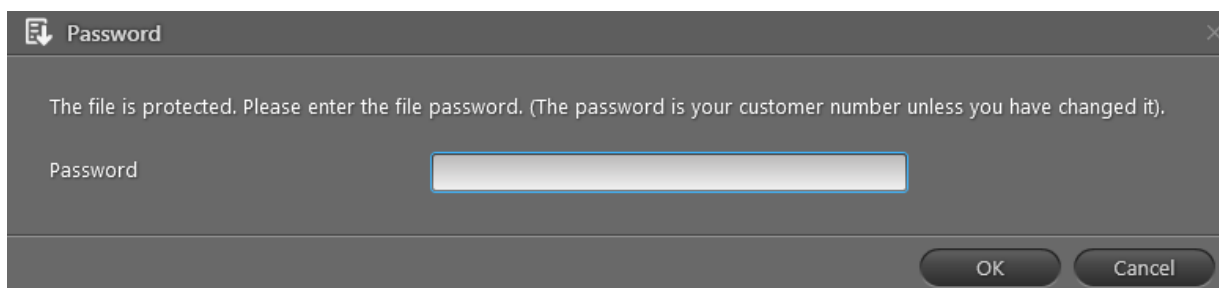 Password
The file is protected. Please enter the file password. (The password is your customer number unless you have changed it).
Password
OK
Cancel